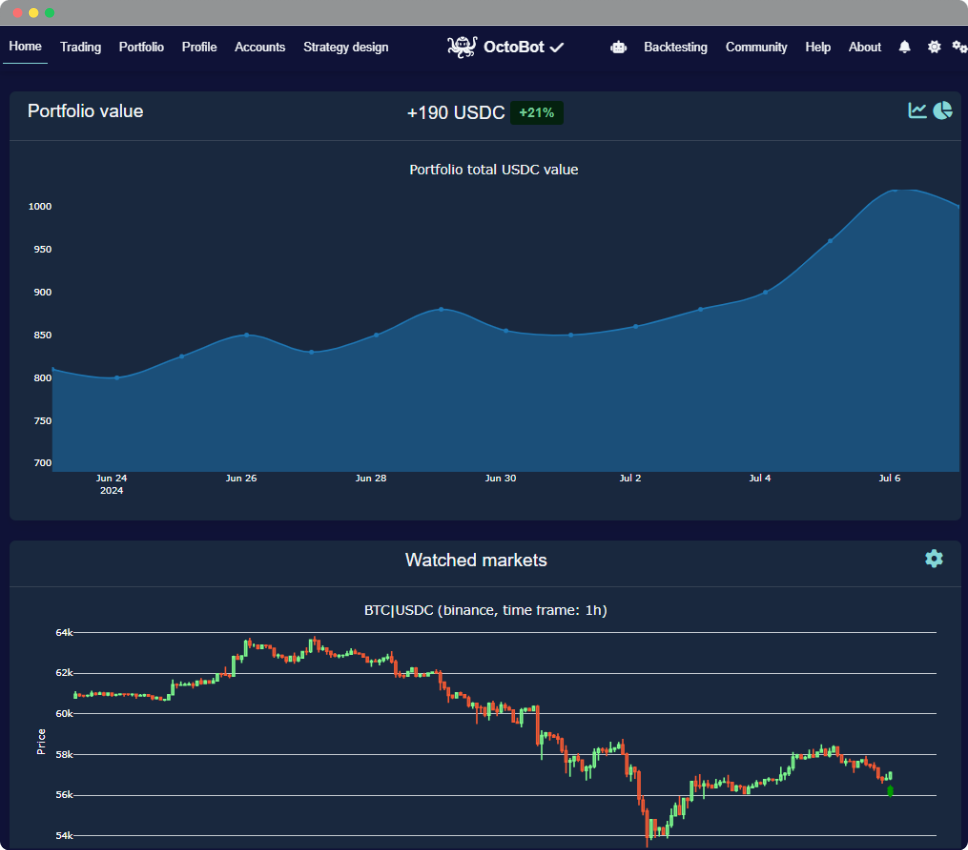 Home Trading Portfolio Profile Accounts Strategy design OctoBot Backtesting Community Help About
Portfolio value +190 USDC +21%
Portfolio total USDC value
1000
950
900
850
800
750
700
Jun 24 Jun 26 Jun 28 Jun 30 Jul 2 Jul 4 Jul 6
2024
Watched markets
BTC|USDC (binance, time frame: 1h)
64k
62k
60k
Price
58k
56k
54k